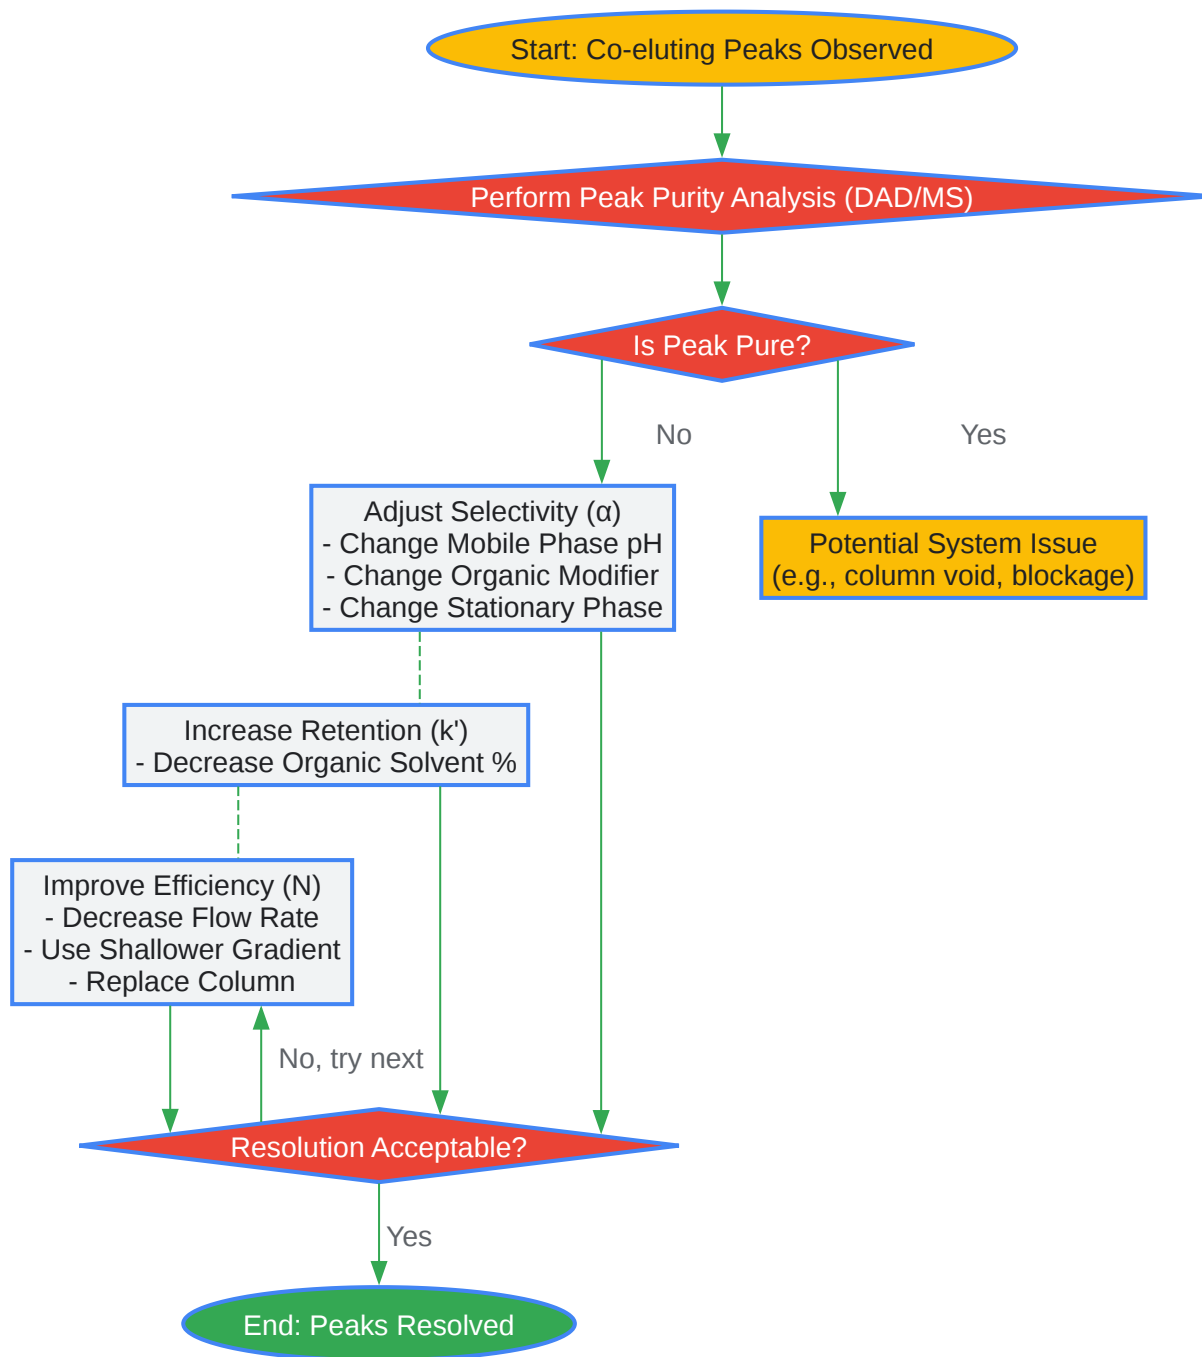 Start: Co-eluting Peaks Observed
Perform Peak Purity Analysis (DAD/MS)
Is Peak Pure?
No
Yes
Adjust Selectivity (α)
- Change Mobile Phase pH
- Change Organic Modifier
- Change Stationary Phase
Potential System Issue
(e.g., column void, blockage)
Increase Retention (k')
- Decrease Organic Solvent %
Improve Efficiency (N)
- Decrease Flow Rate
- Use Shallower Gradient
- Replace Column
No, try next
Resolution Acceptable?
Yes
End: Peaks Resolved